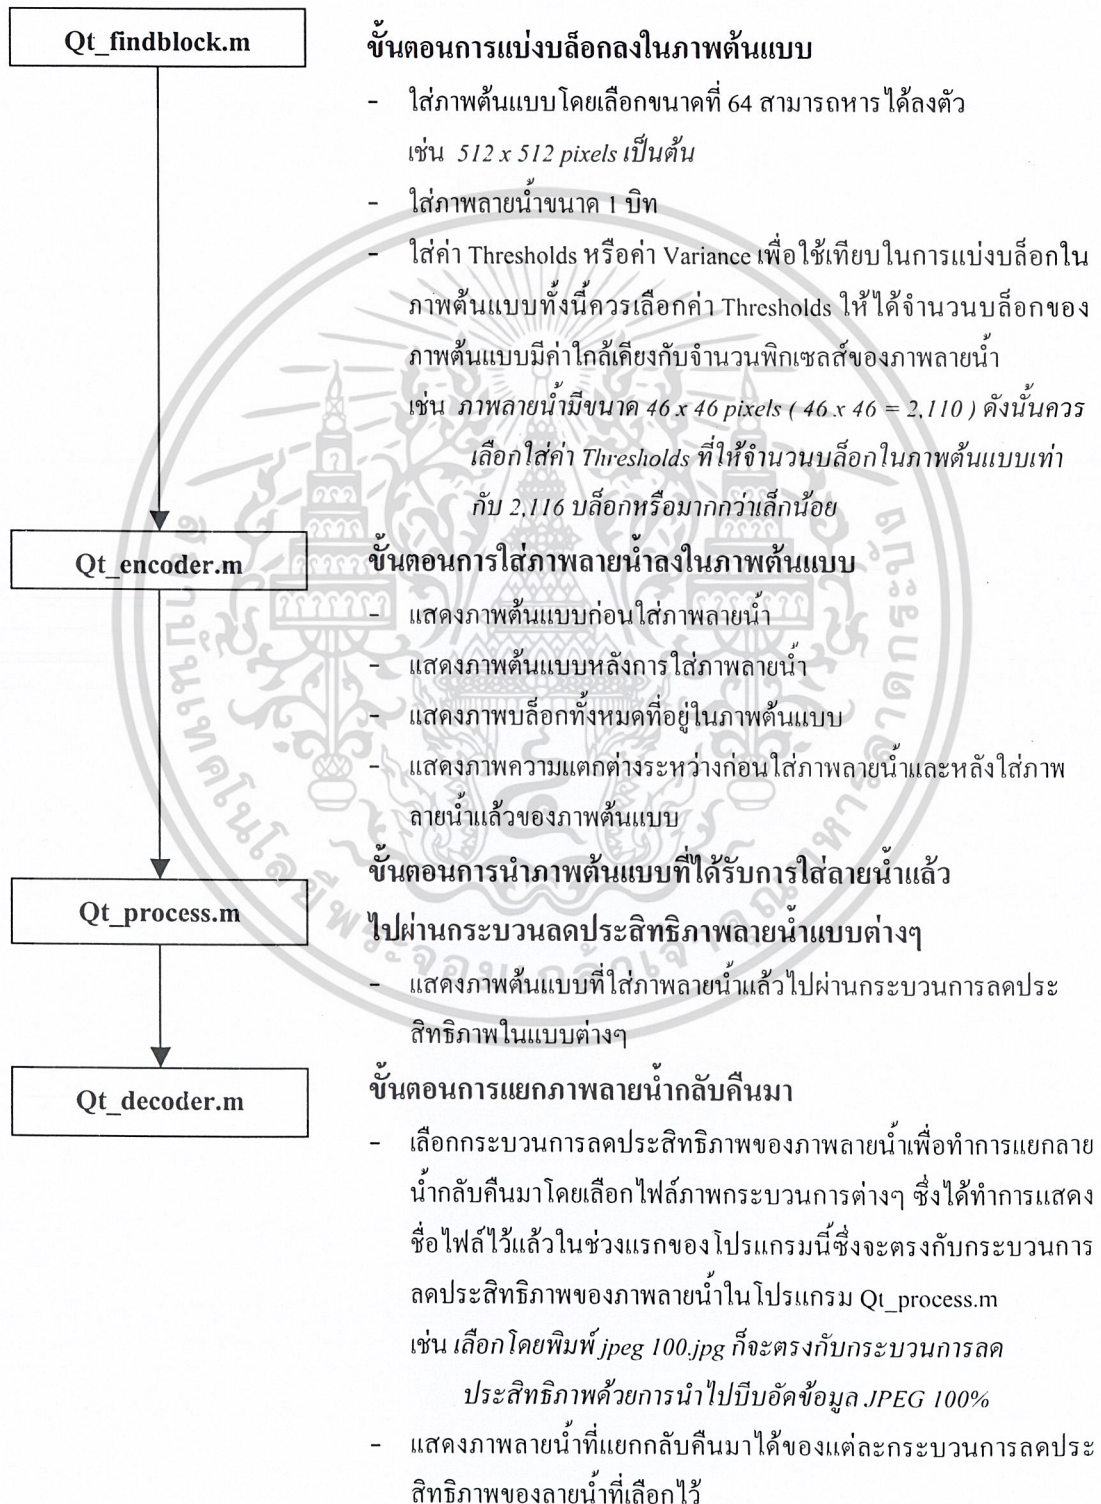 Qt_findblock.m
ขั้นตอนการแบ่งบล็อกลงในภาพต้นแบบ
- ใส่ภาพต้นแบบโดยเลือกขนาดที่ 64 สามารถหารได้ลงตัว
เช่น 512 x 512 pixels เป็นต้น
- ใส่ภาพลายน้ำขนาด 1 บิท
- ใส่ค่า Thresholds หรือค่า Variance เพื่อใช้เทียบในการแบ่งบล็อกใน
ภาพต้นแบบทั้งนี้ควรเลือกค่า Thresholds ให้ได้จำนวนบล็อกของ
ภาพต้นแบบมีค่าใกล้เคียงกับจำนวนพิกเซลส์ของภาพลายน้ำ
เช่น ภาพลายน้ำมีขนาด 46 x 46 pixels ( 46 x 46 = 2,110 ) ดังนั้นควร
เลือกใส่ค่า Thresholds ที่ให้จำนวนบล็อกในภาพต้นแบบเท่า
กับ 2,116 บล็อกหรือมากกว่าเล็กน้อย
Qt_encoder.m
ขั้นตอนการใส่ภาพลายน้ำลงในภาพต้นแบบ
- แสดงภาพต้นแบบก่อนใส่ภาพลายน้ำ
- แสดงภาพต้นแบบหลังการใส่ภาพลายน้ำ
- แสดงภาพบล็อกทั้งหมดที่อยู่ในภาพต้นแบบ
- แสดงภาพความแตกต่างระหว่างก่อนใส่ภาพลายน้ำและหลังใส่ภาพ
ลายน้ำแล้วของภาพต้นแบบ
Qt_process.m
ขั้นตอนการนำภาพต้นแบบที่ได้รับการใส่ลายน้ำแล้ว
ไปผ่านกระบวนลดประสิทธิภาพลายน้ำแบบต่างๆ
- แสดงภาพต้นแบบที่ใส่ภาพลายน้ำแล้วไปผ่านกระบวนการลดประ
สิทธิภาพในแบบต่างๆ
Qt_decoder.m
ขั้นตอนการแยกภาพลายน้ำกลับคืนมา
- เลือกกระบวนการลดประสิทธิภาพของภาพลายน้ำเพื่อทำการแยกลาย
น้ำกลับคืนมาโดยเลือกไฟล์ภาพกระบวนการต่างๆ ซึ่งได้ทำการแสดง
ชื่อไฟล์ไว้แล้วในช่วงแรกของโปรแกรมนี้ซึ่งจะตรงกับกระบวนการ
ลดประสิทธิภาพของภาพลายน้ำในโปรแกรม Qt_process.m
เช่น เลือกโดยพิมพ์ jpeg 100.jpg ก็จะตรงกับกระบวนการลด
ประสิทธิภาพด้วยการนำไปบีบอัดข้อมูล JPEG 100%
- แสดงภาพลายน้ำที่แยกกลับคืนมาได้ของแต่ละกระบวนการลดประ
สิทธิภาพของลายน้ำที่เลือกไว้
สถาบันเทคโนโลยีพระจอมเกล้าเจ้าคุณทหารลาดกระบัง